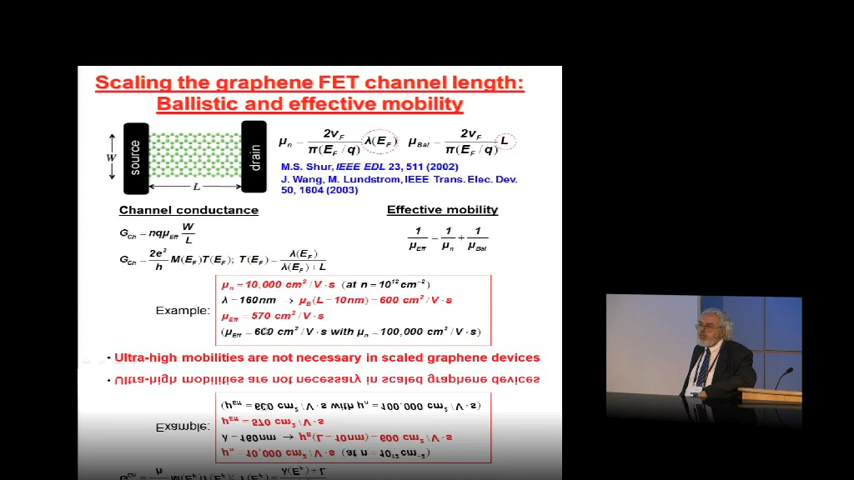 Scaling the graphene FET channel length:
Ballistic and effective mobility
source
drain
W
L
μn = 2vF / π(EF / q) λ(EF) μBal = 2vF / π(EF / q) L
M.S. Shur, IEEE EDL 23, 511 (2002)
J. Wang, M. Lundstrom, IEEE Trans. Elec. Dev.
50, 1604 (2003)
Channel conductance
GCh = nqμEff W/L
GCh = 2e²/h M(EF)T(EF); T(EF) = λ(EF) / λ(EF) + L
Effective mobility
1/μEff = 1/μn + 1/μBal
Example:
μn = 10,000 cm²/V·s (at n = 10¹² cm⁻²)
λ = 160nm → μB(L = 10nm) = 600 cm²/V·s
μEff = 570 cm²/V·s
(μEff = 600 cm²/V·s with μn = 100,000 cm²/V·s)
• Ultra-high mobilities are not necessary in scaled graphene devices